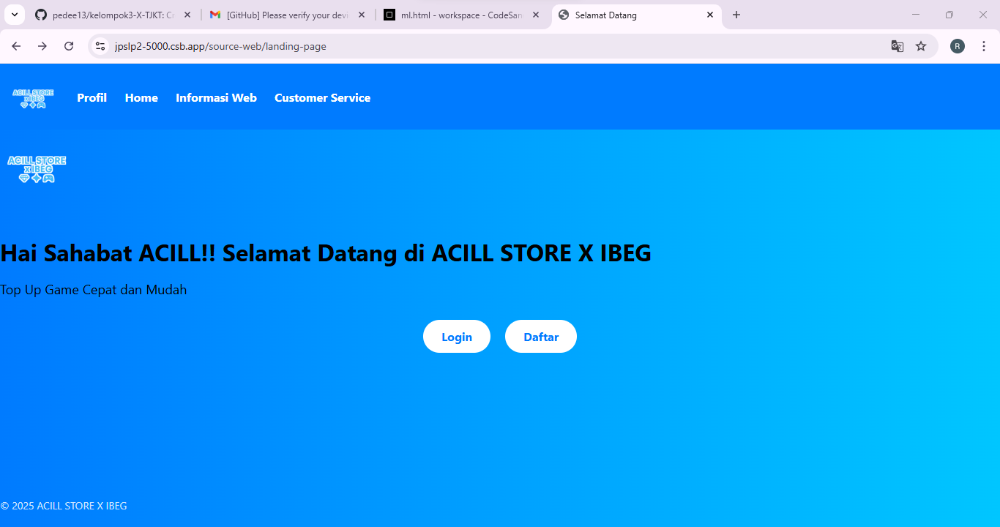 pedee13/kelompok3-X-TJKT: Cr
[GitHub] Please verify your devi
ml.html - workspace - CodeSan
Selamat Datang
jpslp2-5000.csb.app/source-web/landing-page
R
ACILL STORE
x IBEG
Profil
Home
Informasi Web
Customer Service
ACILL STORE
x IBEG
Hai Sahabat ACILL!! Selamat Datang di ACILL STORE X IBEG
Top Up Game Cepat dan Mudah
Login
Daftar
© 2025 ACILL STORE X IBEG